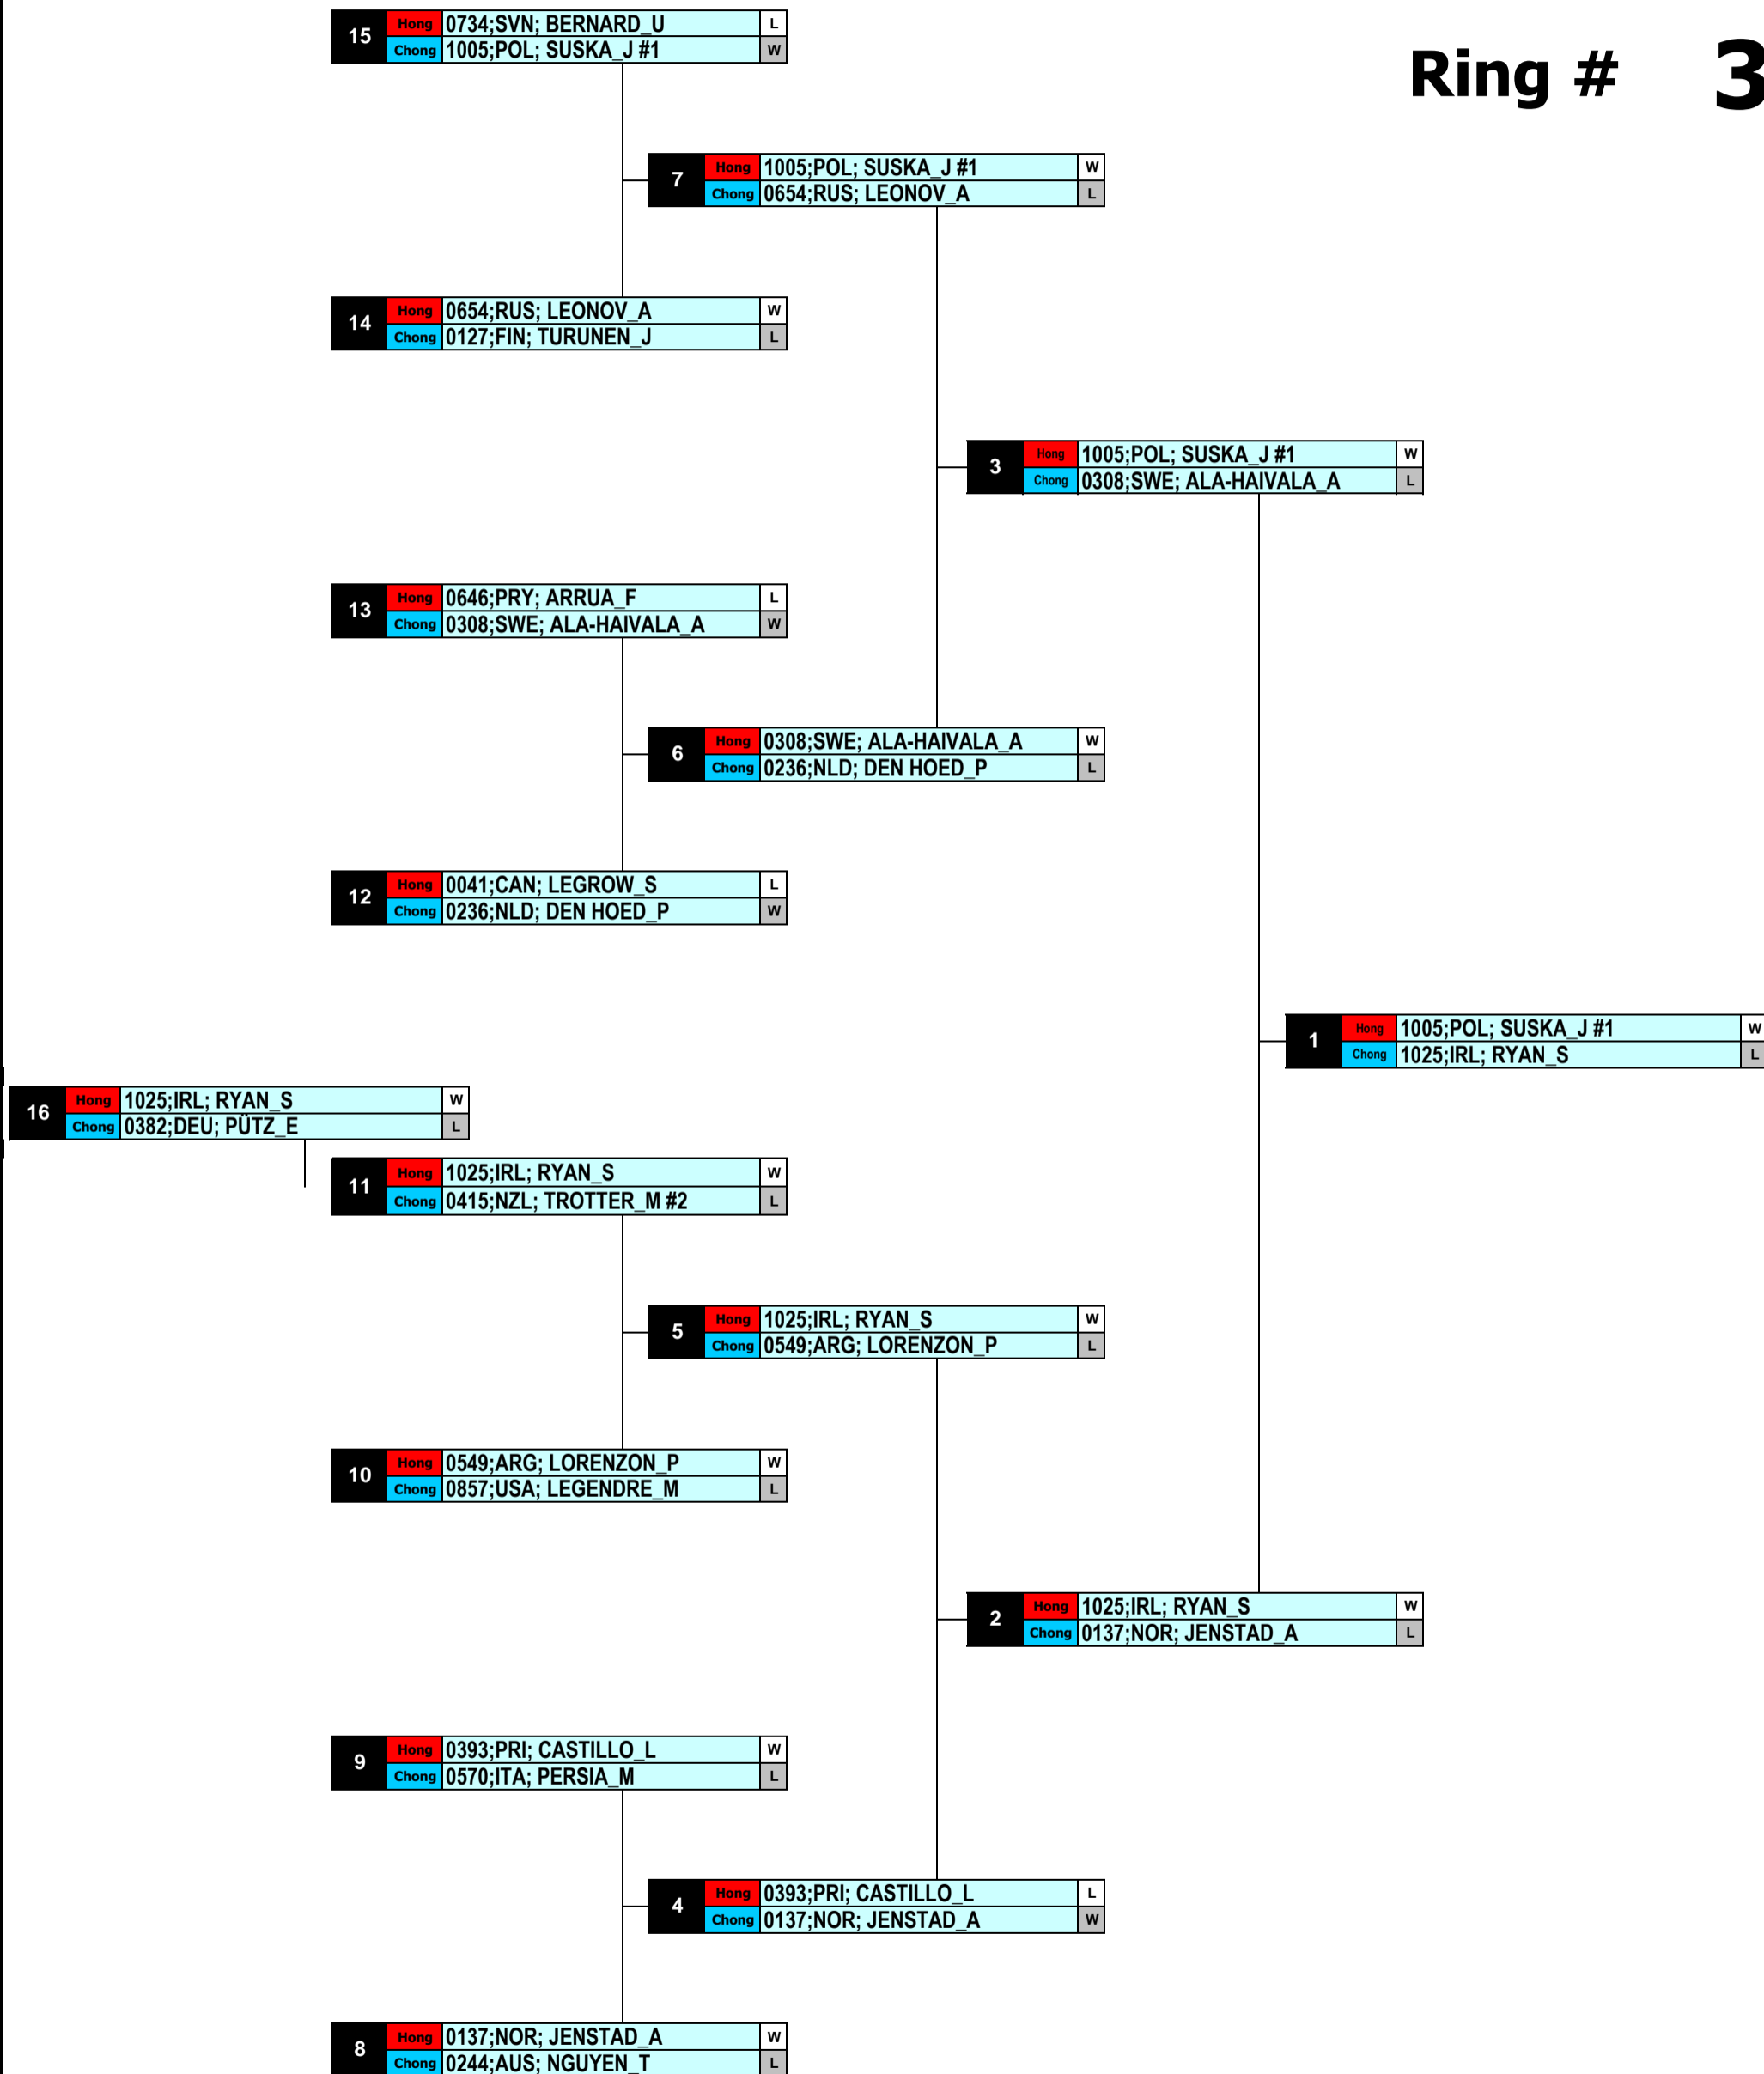 15 Hong 0734;SVN; BERNARD_U L
Chong 1005;POL; SUSKA_J #1 W
Ring # 3
7 Hong 1005;POL; SUSKA_J #1 W
Chong 0654;RUS; LEONOV_A L
14 Hong 0654;RUS; LEONOV_A W
Chong 0127;FIN; TURUNEN_J L
3 Hong 1005;POL; SUSKA_J #1 W
Chong 0308;SWE; ALA-HAIVALA_A L
13 Hong 0646;PRY; ARRUA_F L
Chong 0308;SWE; ALA-HAIVALA_A W
6 Hong 0308;SWE; ALA-HAIVALA_A W
Chong 0236;NLD; DEN HOED_P L
12 Hong 0041;CAN; LEGROW_S L
Chong 0236;NLD; DEN HOED_P W
1 Hong 1005;POL; SUSKA_J #1 W
Chong 1025;IRL; RYAN_S L
16 Hong 1025;IRL; RYAN_S W
Chong 0382;DEU; PÜTZ_E L
11 Hong 1025;IRL; RYAN_S W
Chong 0415;NZL; TROTTER_M #2 L
5 Hong 1025;IRL; RYAN_S W
Chong 0549;ARG; LORENZON_P L
10 Hong 0549;ARG; LORENZON_P W
Chong 0857;USA; LEGENDRE_M L
2 Hong 1025;IRL; RYAN_S W
Chong 0137;NOR; JENSTAD_A L
9 Hong 0393;PRI; CASTILLO_L W
Chong 0570;ITA; PERSIA_M L
4 Hong 0393;PRI; CASTILLO_L L
Chong 0137;NOR; JENSTAD_A W
8 Hong 0137;NOR; JENSTAD_A W
Chong 0244;AUS; NGUYEN_T L